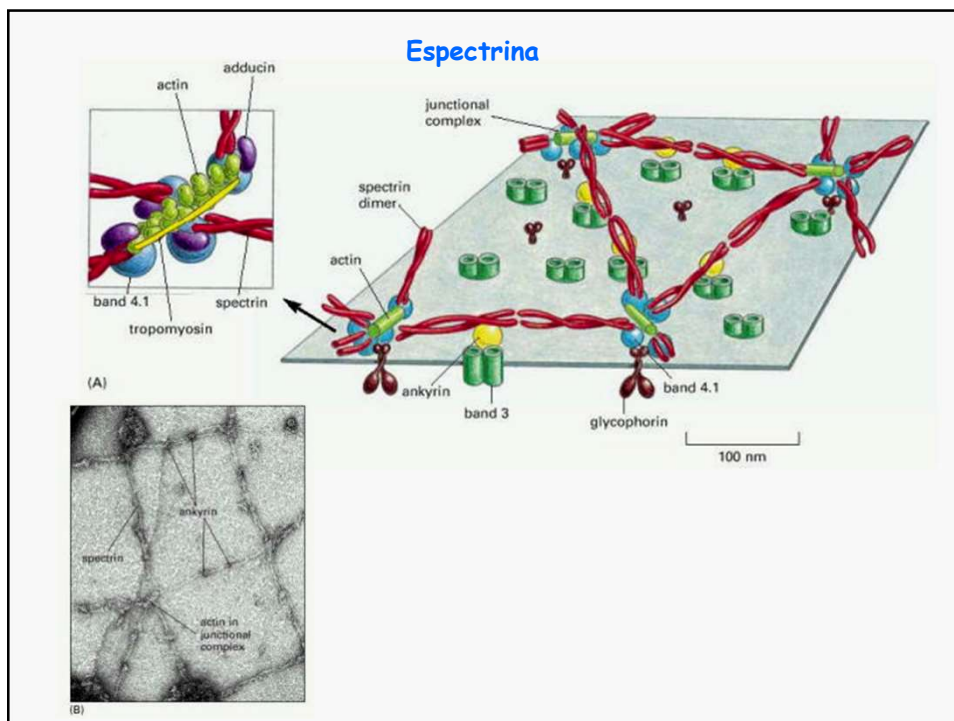 Espectrina
adducin
actin
junctional
complex
spectrin
dimer
actin
band 4.1
spectrin
tropomyosin
(A)
ankyrin
band 3
band 4.1
glycophorin
100 nm
ankyrin
spectrin
actin in
junctional
complex
(B)